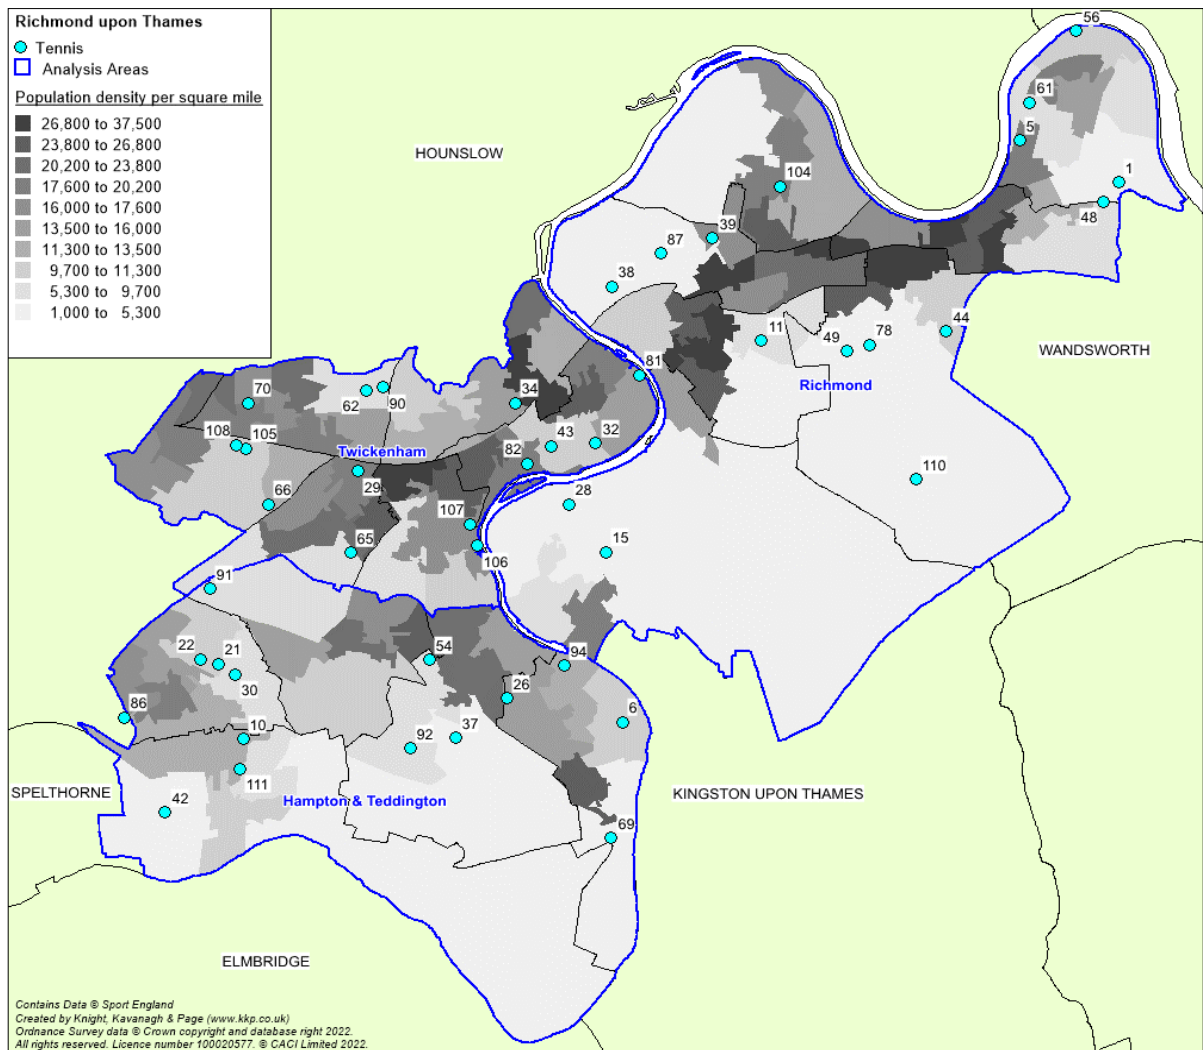 Richmond upon Thames
Tennis
Analysis Areas
Population density per square mile
26,800 to 37,500
23,800 to 26,800
20,200 to 23,800
17,600 to 20,200
16,000 to 17,600
13,500 to 16,000
11,300 to 13,500
9,700 to 11,300
5,300 to 9,700
1,000 to 5,300
56
61
5
1
48
HOUNSLOW
104
39
87
38
44
11
49
78
WANDSWORTH
81
Richmond
70
62
90
34
108
105
Twickenham
82
43
32
29
110
66
107
28
65
106
15
91
22
21
54
94
30
26
86
6
10
92
37
111
SPELTHORNE
42
Hampton & Teddington
KINGSTON UPON THAMES
69
ELMBRIDGE
Contains Data © Sport England
Created by Knight, Kavanagh & Page (www.kkp.co.uk)
Ordnance Survey data © Crown copyright and database right 2022.
All rights reserved. Licence number 100020577. © CACI Limited 2022.